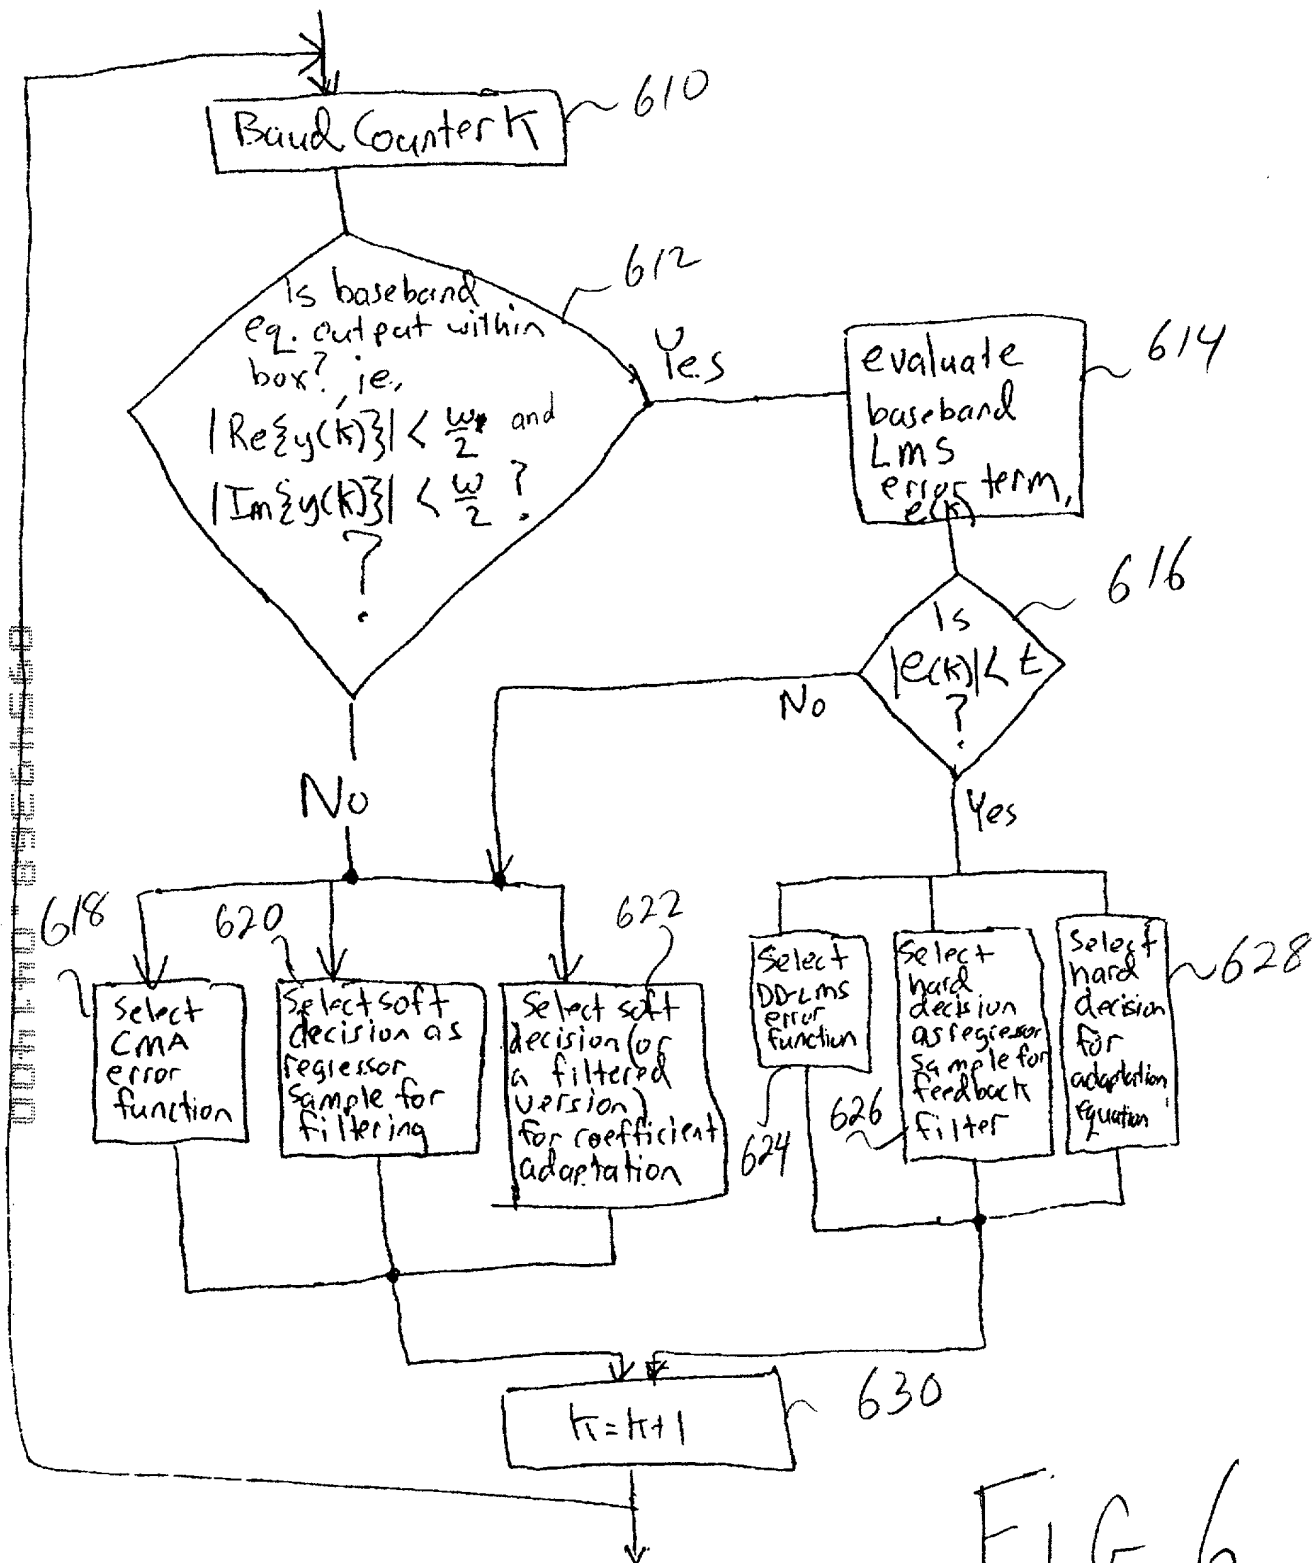 610
Baud Counter K
612
Is baseband
eq. output within
box? ie.,
|Re{y(k)}| < w/2 and
|Im{y(k)}| < w/2 ?
?
Yes
614
evaluate
baseband
LMS
error term,
e(k)
616
Is
|e(k)| < t
?
No
Yes
No
618
Select
CMA
error
function
620
Select soft
decision as
regressor
sample for
filtering
622
Select soft
decision (or
a filtered
version)
for coefficient
adaptation
624
Select
DD-LMS
error
function
626
Select
hard
decision
as regressor
sample for
feedback
filter
628
Select
hard
decision
for
adaptation
equation
630
k=k+1
FIG 6